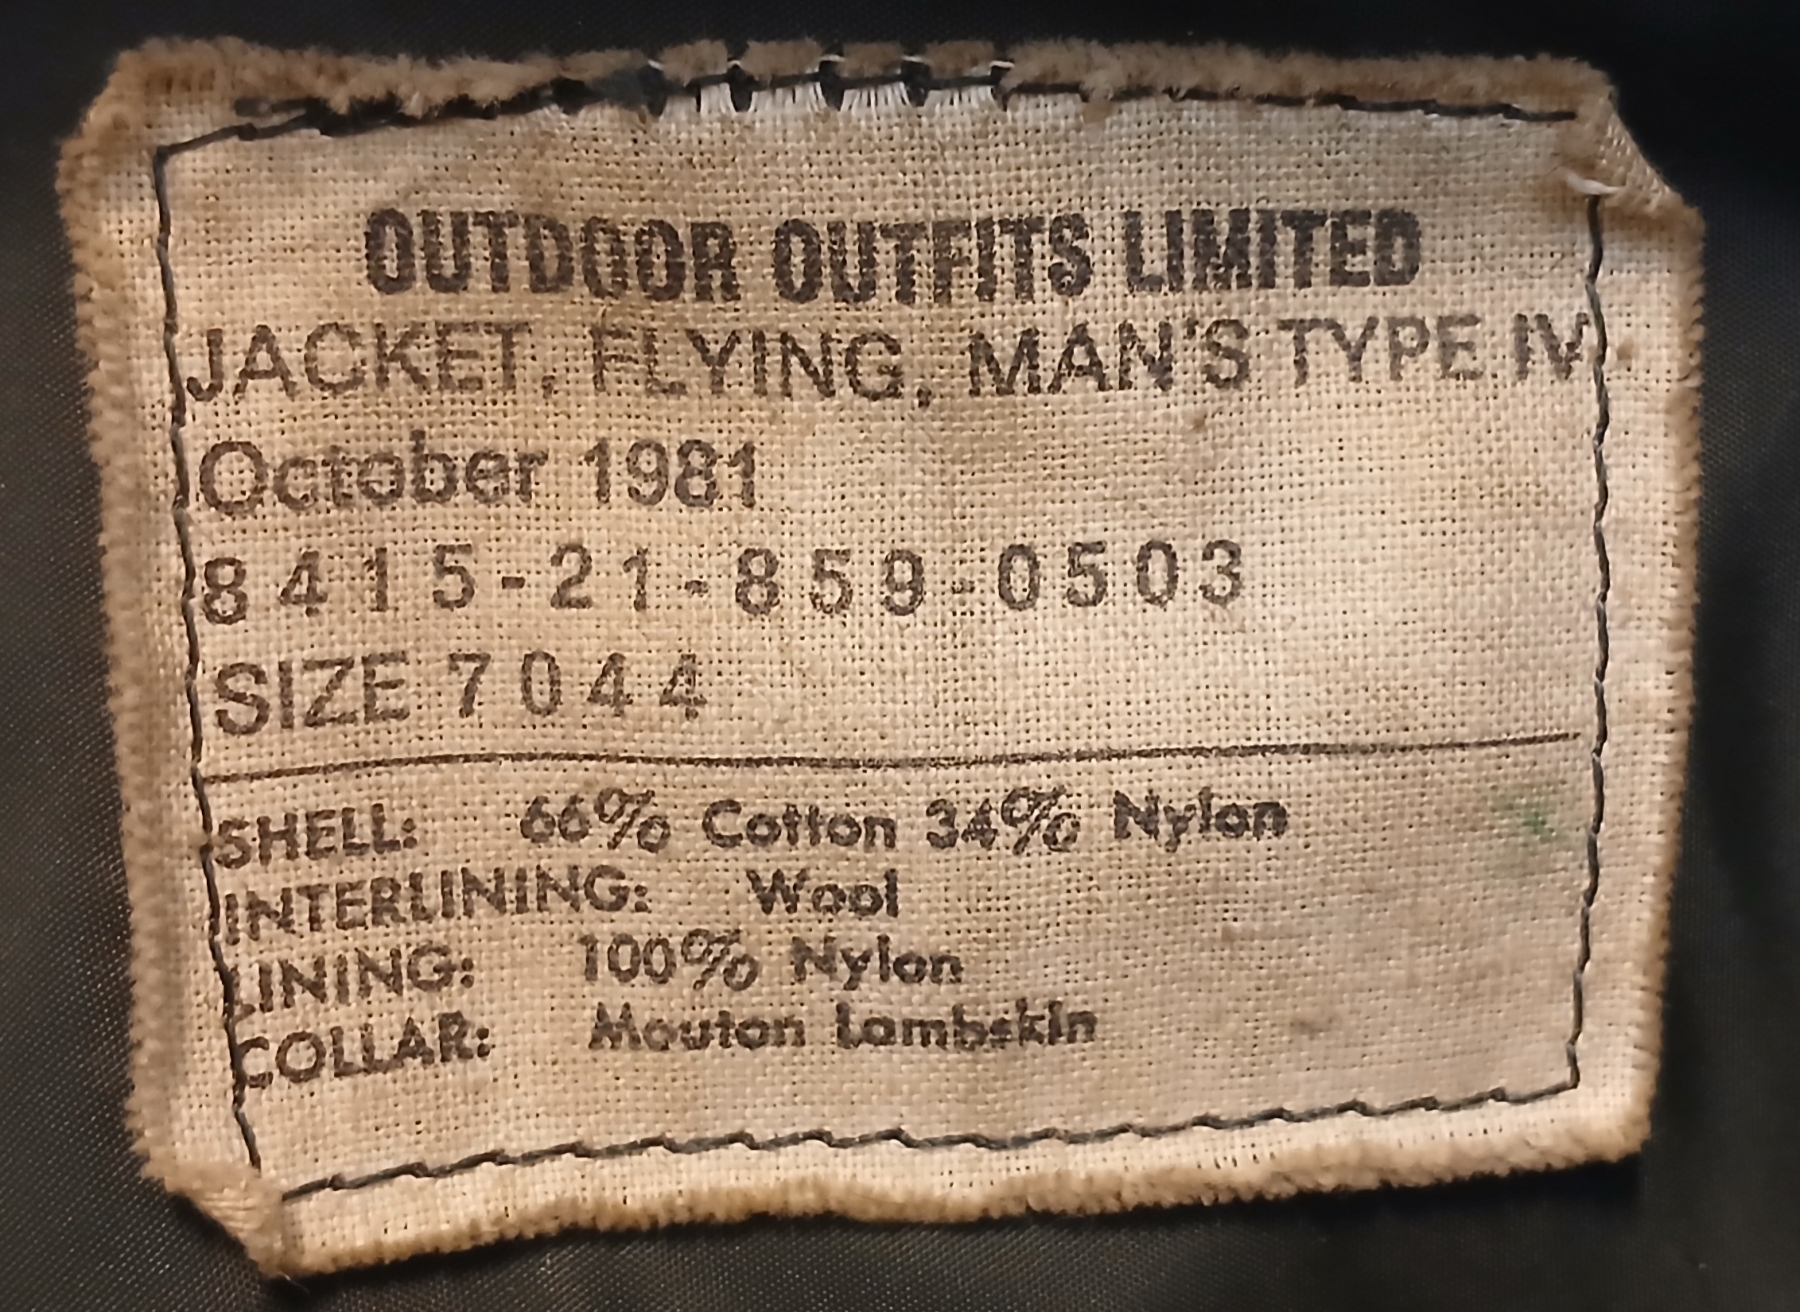 OUTDOOR OUTFITS LIMITED
JACKET, FLYING, MAN'S TYPE IV
October 1981
8415-21-859-0503
SIZE 7044
SHELL: 66% Cotton 34% Nylon
INTERLINING: Wool
LINING: 100% Nylon
COLLAR: Mouton Lambskin